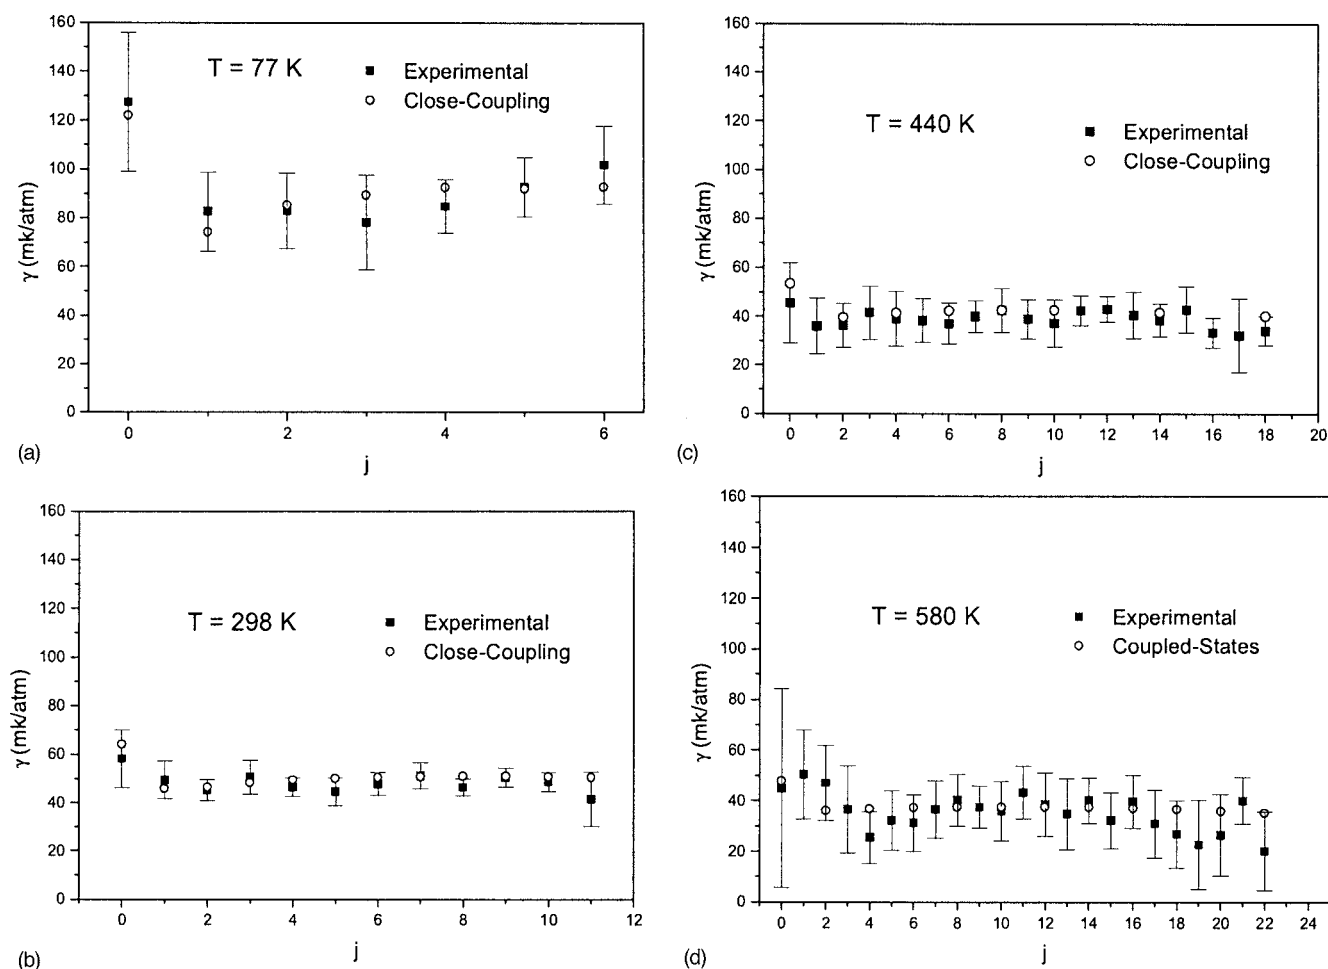 160
140
120
100
80
60
40
20
0
γ (mk/atm)
T = 77 K
Experimental
Close-Coupling
0 2 4 6
(a)
j
160
140
120
100
80
60
40
20
0
γ (mk/atm)
T = 440 K
Experimental
Close-Coupling
0 2 4 6 8 10 12 14 16 18 20
(c)
j
160
140
120
100
80
60
40
20
0
γ (mk/atm)
T = 298 K
Experimental
Close-Coupling
0 2 4 6 8 10 12
(b)
j
160
140
120
100
80
60
40
20
0
γ (mk/atm)
T = 580 K
Experimental
Coupled-States
0 2 4 6 8 10 12 14 16 18 20 22 24
(d)
j